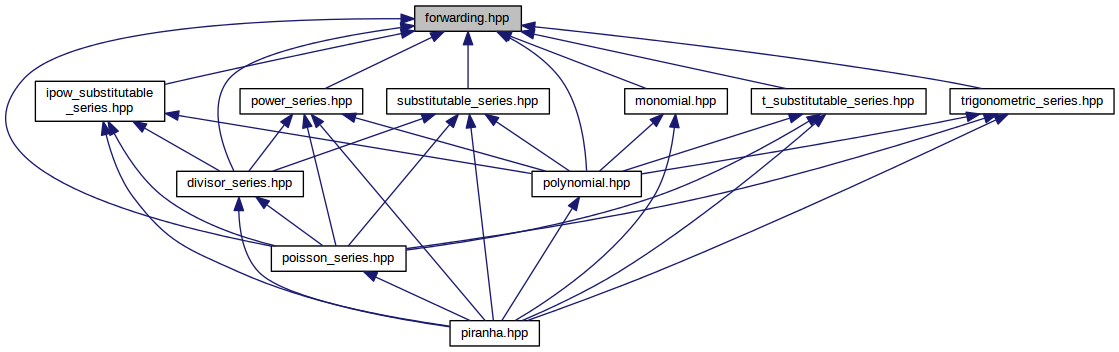 forwarding.hpp
ipow_substitutable
_series.hpp
power_series.hpp
substitutable_series.hpp
monomial.hpp
t_substitutable_series.hpp
trigonometric_series.hpp
divisor_series.hpp
polynomial.hpp
poisson_series.hpp
piranha.hpp